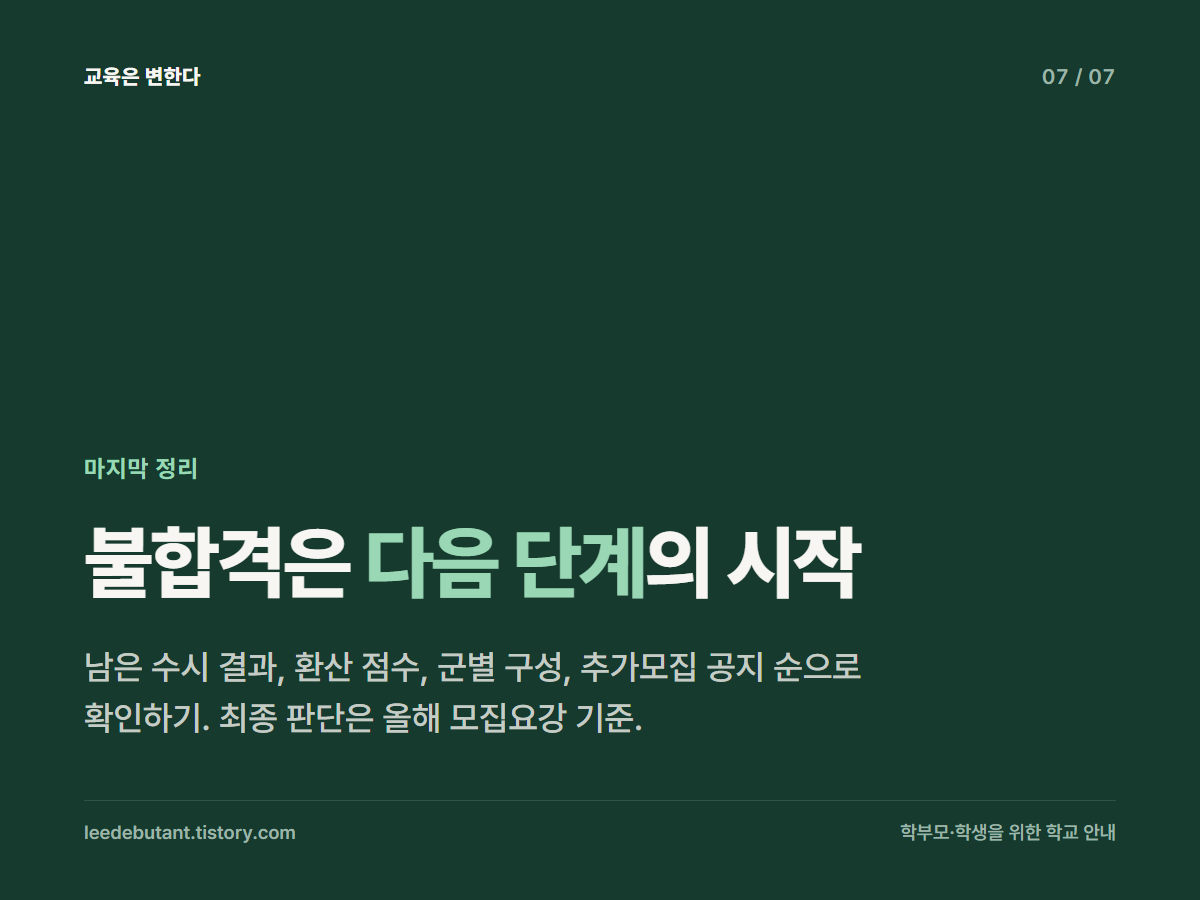 교육은 변한다
07 / 07
마지막 정리
불합격은 다음 단계의 시작
남은 수시 결과, 환산 점수, 군별 구성, 추가모집 공지 순으로
확인하기. 최종 판단은 올해 모집요강 기준.
leedebutant.tistory.com
학부모·학생을 위한 학교 안내